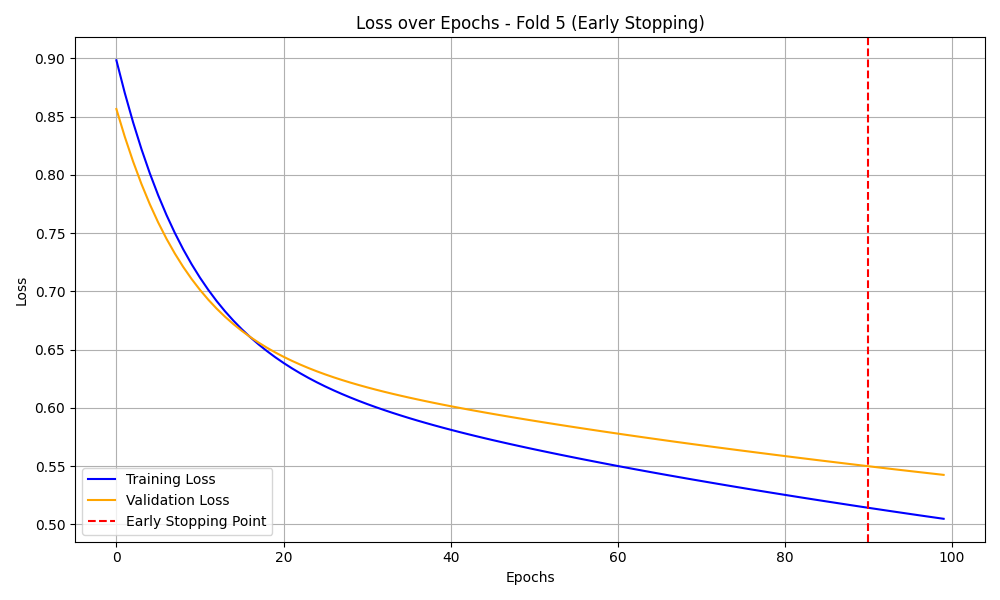 Loss over Epochs - Fold 5 (Early Stopping)
Loss
0.90
0.85
0.80
0.75
0.70
0.65
0.60
0.55
0.50
Training Loss
Validation Loss
Early Stopping Point
0 20 40 60 80 100
Epochs